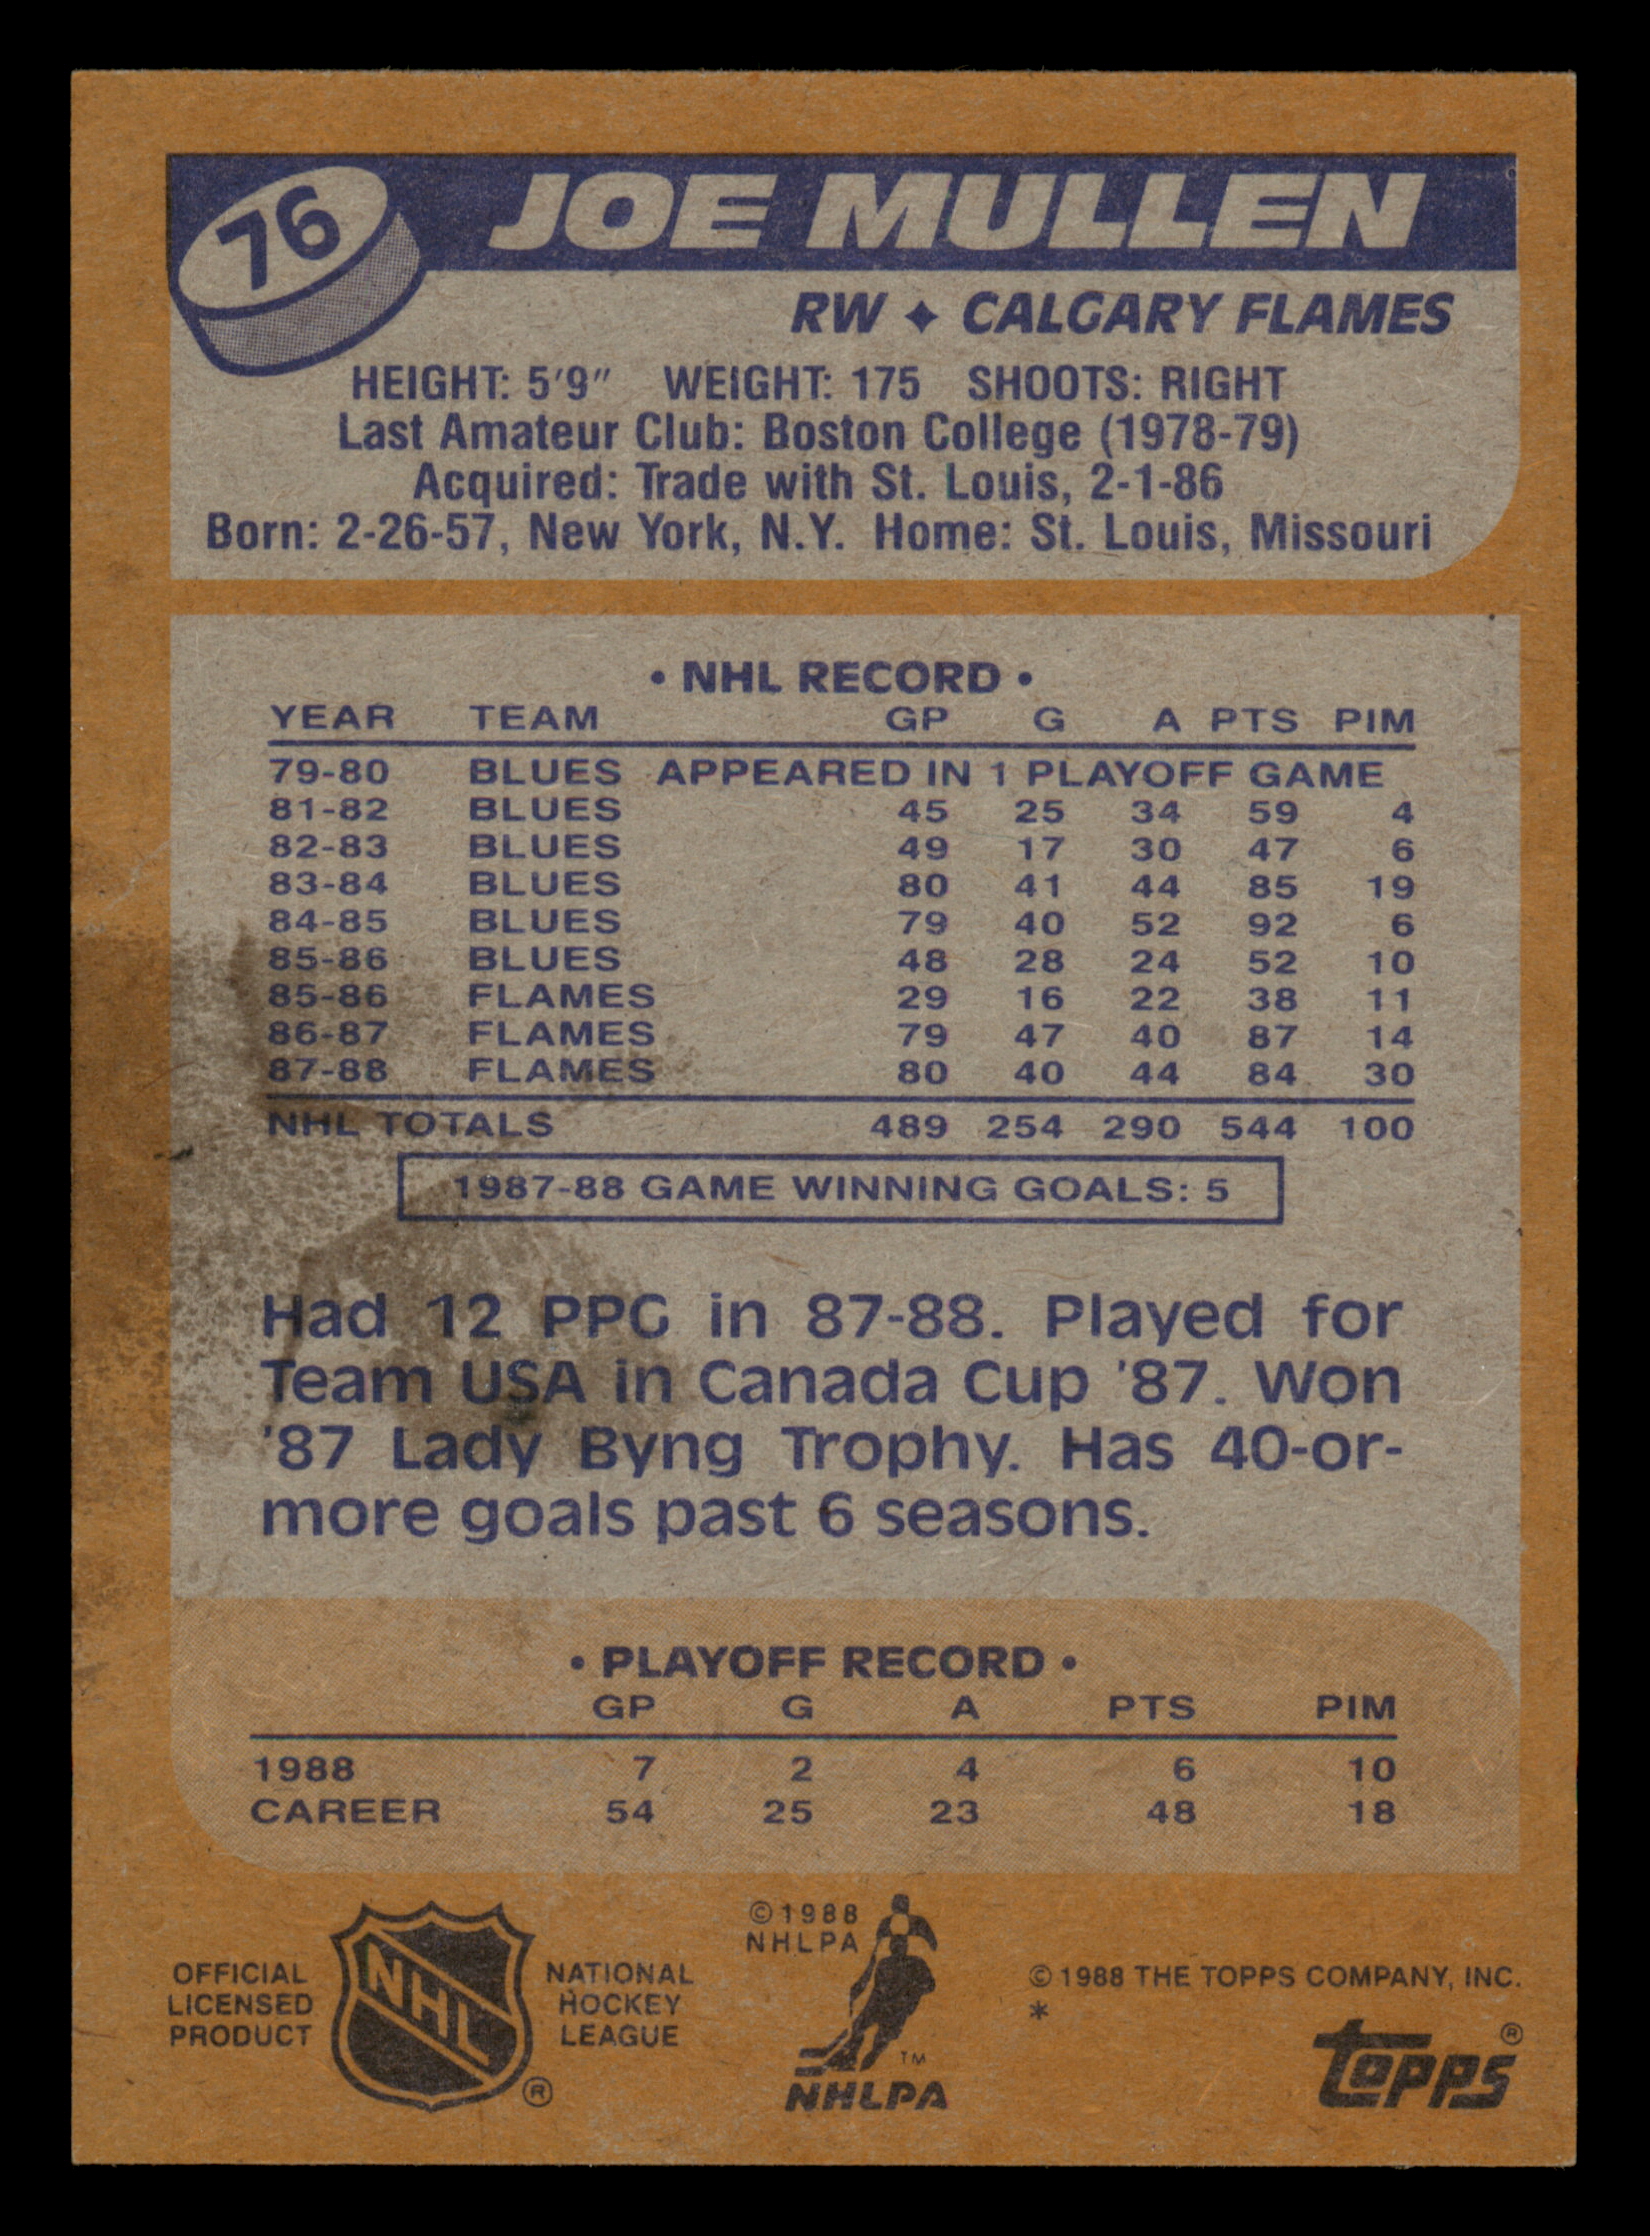 76
JOE MULLEN
RW ✦ CALGARY FLAMES
HEIGHT: 5'9" WEIGHT: 175 SHOOTS: RIGHT
Last Amateur Club: Boston College (1978-79)
Acquired: Trade with St. Louis, 2-1-86
Born: 2-26-57, New York, N.Y. Home: St. Louis, Missouri
• NHL RECORD •
YEAR TEAM GP G A PTS PIM
79-80 BLUES APPEARED IN 1 PLAYOFF GAME
81-82 BLUES 45 25 34 59 4
82-83 BLUES 49 17 30 47 6
83-84 BLUES 80 41 44 85 19
84-85 BLUES 79 40 52 92 6
85-86 BLUES 48 28 24 52 10
85-86 FLAMES 29 16 22 38 11
86-87 FLAMES 79 47 40 87 14
87-88 FLAMES 80 40 44 84 30
NHL TOTALS 489 254 290 544 100
1987-88 GAME WINNING GOALS: 5
Had 12 PPG in 87-88. Played for
Team USA in Canada Cup '87. Won
'87 Lady Byng Trophy. Has 40-or-
more goals past 6 seasons.
• PLAYOFF RECORD •
GP G A PTS PIM
1988 7 2 4 6 10
CAREER 54 25 23 48 18
OFFICIAL
LICENSED
PRODUCT
NHL
®
NATIONAL
HOCKEY
LEAGUE
©1988
NHLPA
TM
NHLPA
© 1988 THE TOPPS COMPANY, INC.
*
topps®